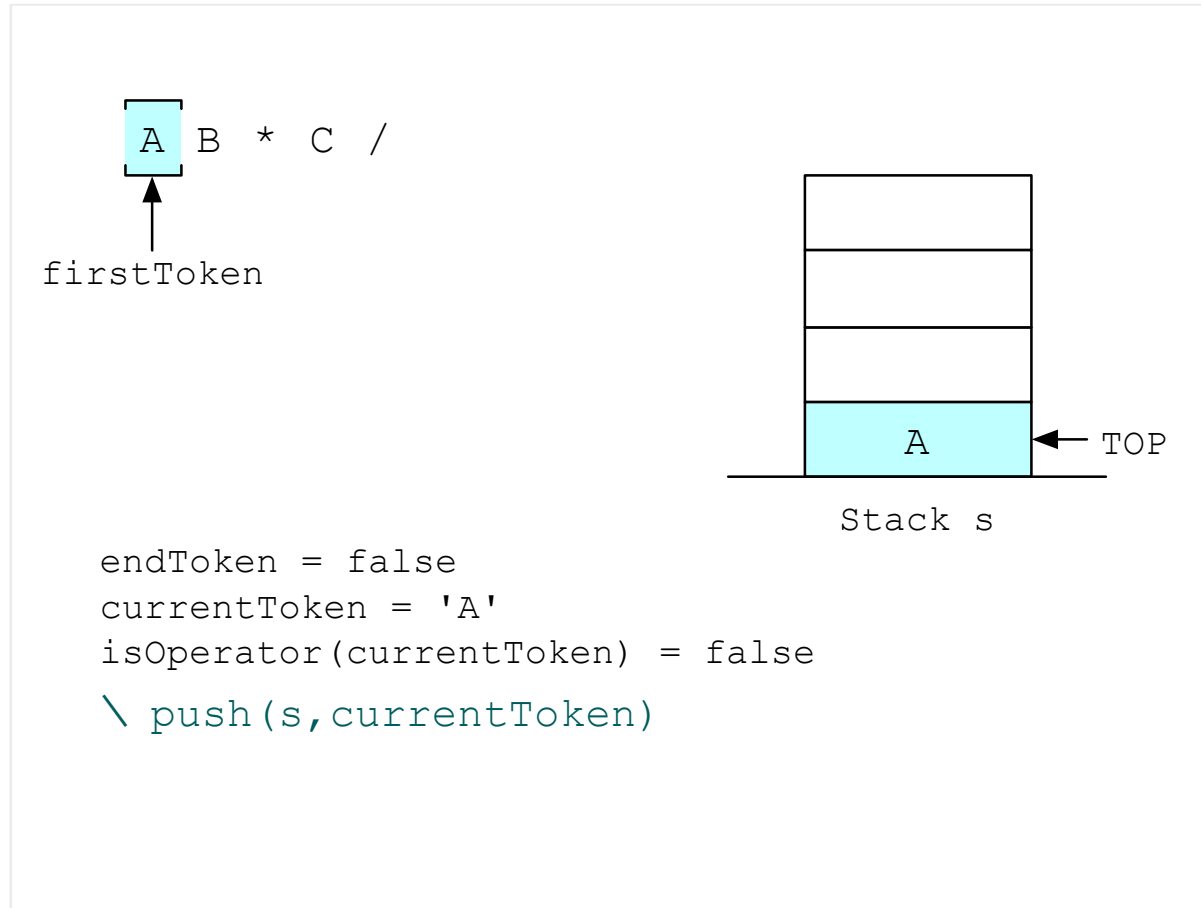 A B * C /
firstToken
A
TOP
Stack s
endToken = false
currentToken = 'A'
isOperator(currentToken) = false
\ push(s,currentToken)